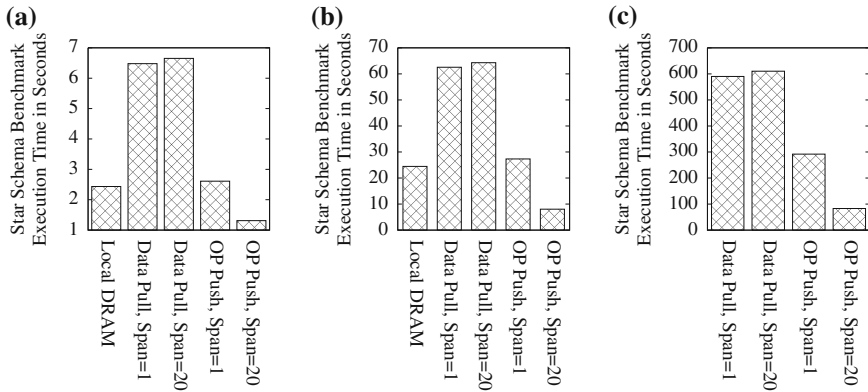 (a)
Star Schema Benchmark
Execution Time in Seconds
7
6
5
4
3
2
1
Local DRAM
Data Pull, Span=1
Data Pull, Span=20
OP Push, Span=1
OP Push, Span=20
(b)
Star Schema Benchmark
Execution Time in Seconds
70
60
50
40
30
20
10
0
Local DRAM
Data Pull, Span=1
Data Pull, Span=20
OP Push, Span=1
OP Push, Span=20
(c)
Star Schema Benchmark
Execution Time in Seconds
700
600
500
400
300
200
100
0
Data Pull, Span=1
Data Pull, Span=20
OP Push, Span=1
OP Push, Span=20